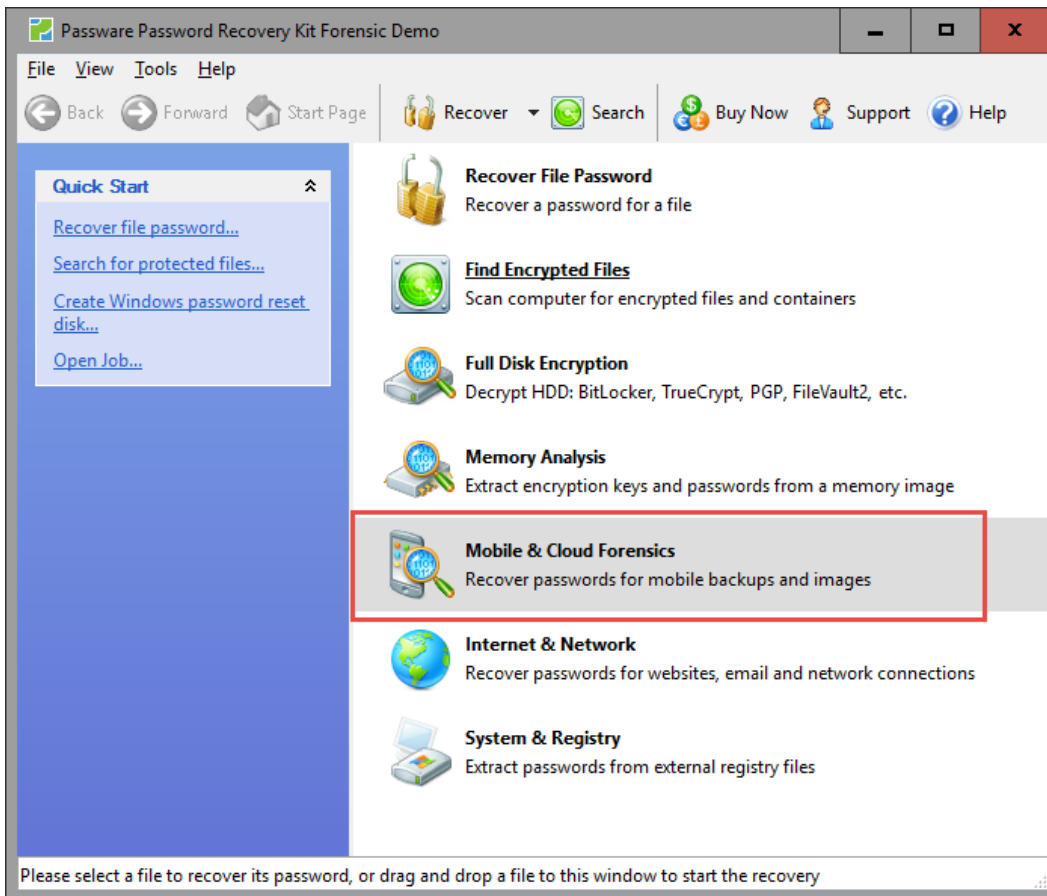 Passware Password Recovery Kit Forensic Demo
File View Tools Help
Back Forward Start Page Recover Search Buy Now Support Help
Quick Start
Recover file password...
Search for protected files...
Create Windows password reset
disk...
Open Job...
Recover File Password
Recover a password for a file
Find Encrypted Files
Scan computer for encrypted files and containers
Full Disk Encryption
Decrypt HDD: BitLocker, TrueCrypt, PGP, FileVault2, etc.
Memory Analysis
Extract encryption keys and passwords from a memory image
Mobile & Cloud Forensics
Recover passwords for mobile backups and images
Internet & Network
Recover passwords for websites, email and network connections
System & Registry
Extract passwords from external registry files
Please select a file to recover its password, or drag and drop a file to this window to start the recovery